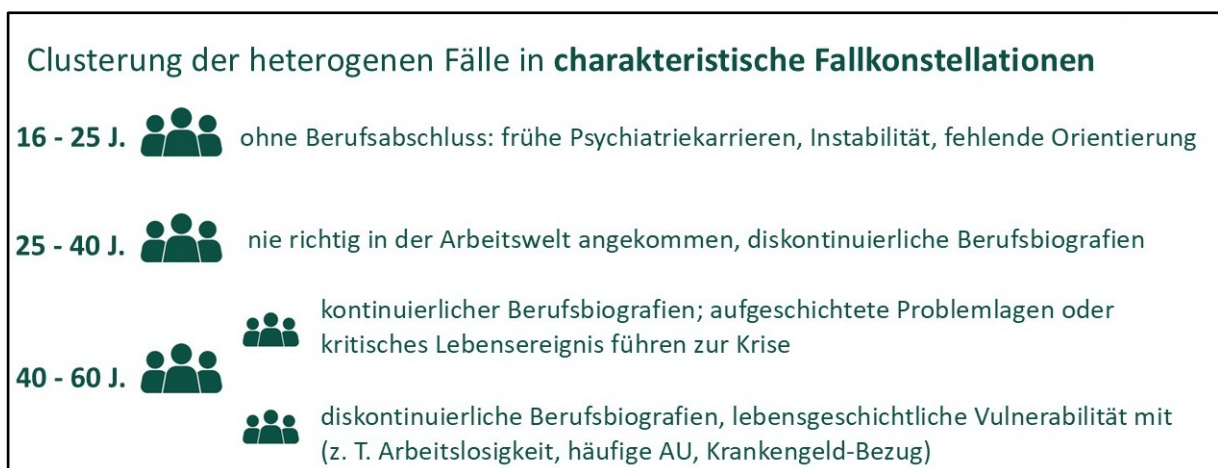 Clusterung der heterogenen Fälle in charakteristische Fallkonstellationen
16 - 25 J. ohne Berufsabschluss: frühe Psychiatriekarrieren, Instabilität, fehlende Orientierung
25 - 40 J. nie richtig in der Arbeitswelt angekommen, diskontinuierliche Berufsbiografien
40 - 60 J.
kontinuierlicher Berufsbiografien; aufgeschichtete Problemlagen oder
kritisches Lebensereignis führen zur Krise
diskontinuierliche Berufsbiografien, lebensgeschichtliche Vulnerabilität mit
(z. T. Arbeitslosigkeit, häufige AU, Krankengeld-Bezug)